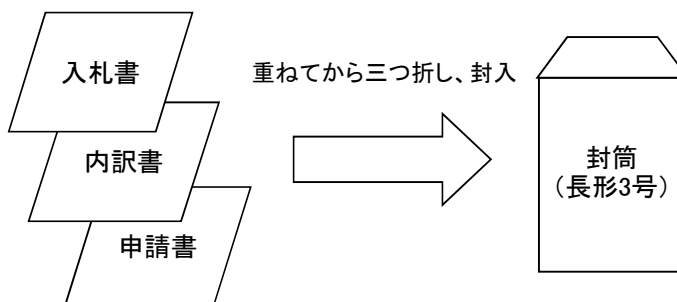 入札書
内訳書
申請書
重ねてから三つ折し、封入
封筒
（長形3号）